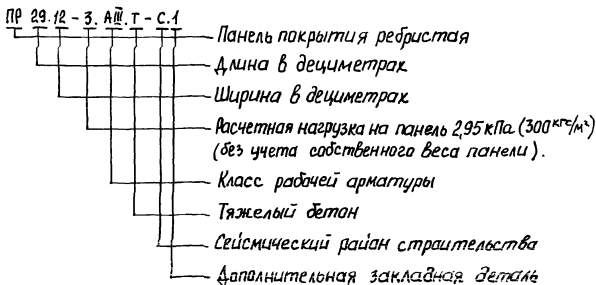 ПР 29.12-3.АIII.Т-С.1
Панель покрытия ребристая
Длина в дециметрах
Ширина в дециметрах
Расчетная нагрузка на панель 2,95 кПа (300 кгс/м²)
(без учета собственного веса панели).
Класс рабочей арматуры
Тяжелый бетон
Сейсмический район строительства
Дополнительная закладная деталь